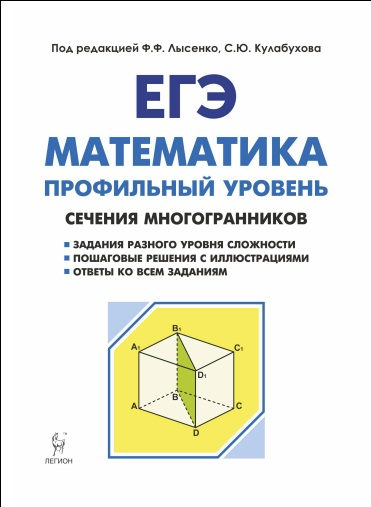 Под редакцией Ф.Ф. Лысенко, С.Ю. Кулабухова
ЕГЭ
МАТЕМАТИКА
ПРОФИЛЬНЫЙ УРОВЕНЬ
СЕЧЕНИЯ МНОГОГРАННИКОВ
ЗАДАНИЯ РАЗНОГО УРОВНЯ СЛОЖНОСТИ
ПОШАГОВЫЕ РЕШЕНИЯ С ИЛЛЮСТРАЦИЯМИ
ОТВЕТЫ КО ВСЕМ ЗАДАНИЯМ
B₁
A₁
C₁
D₁
B
A
C
D
ЛЕГИОН